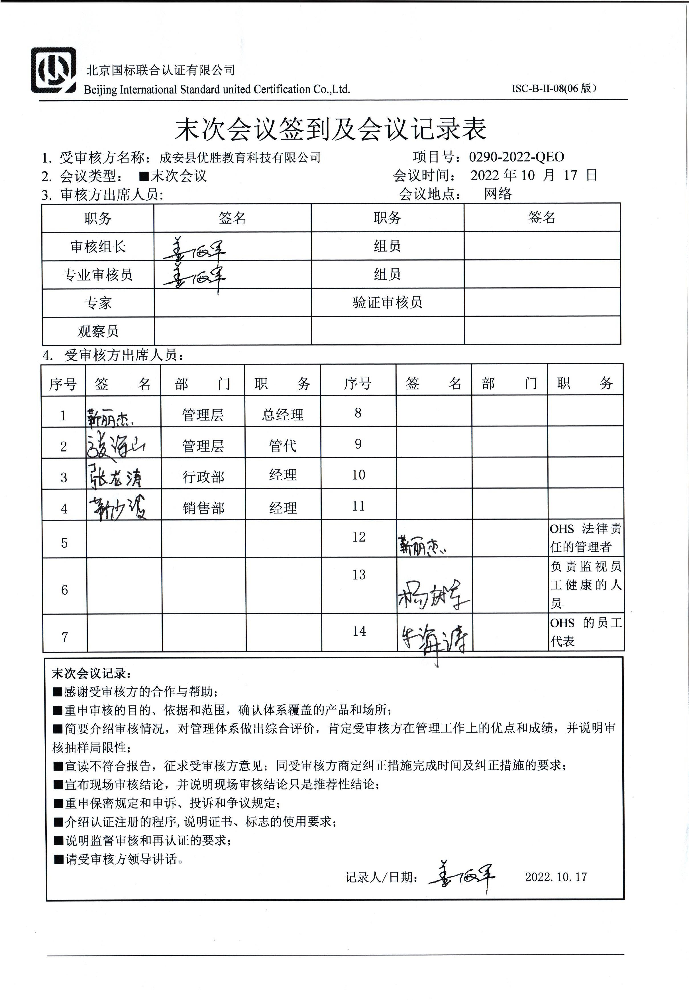 北京国标联合认证有限公司
Beijing International Standard united Certification Co.,Ltd.
ISC-B-II-08(06 版）
末次会议签到及会议记录表
1. 受审核方名称：成安县优胜教育科技有限公司 项目号：0290-2022-QEO
2. 会议类型： ■末次会议 会议时间： 2022 年 10 月 17 日
3. 审核方出席人员: 会议地点： 网络
职务 签名 职务 签名
审核组长 姜海军 组员
专业审核员 姜海军 组员
专家 验证审核员
观察员
4. 受审核方出席人员：
序号 签 名 部 门 职 务 序号 签 名 部 门 职 务
1 靳丽杰 管理层 总经理 8
2 海山 管理层 管代 9
3 张龙涛 行政部 经理 10
4 靳少波 销售部 经理 11
5 12 靳丽杰 OHS 法律责
任的管理者
6 13 杨 负责监视员
工健康的人
员
7 14 牛海涛 OHS 的员工
代表
末次会议记录：
■感谢受审核方的合作与帮助；
■重申审核的目的、依据和范围，确认体系覆盖的产品和场所；
■简要介绍审核情况，对管理体系做出综合评价，肯定受审核方在管理工作上的优点和成绩，并说明审
核抽样局限性；
■宣读不符合报告，征求受审核方意见；同受审核方商定纠正措施完成时间及纠正措施的要求；
■宣布现场审核结论，并说明现场审核结论只是推荐性结论；
■重申保密规定和申诉、投诉和争议规定；
■介绍认证注册的程序,说明证书、标志的使用要求；
■说明监督审核和再认证的要求；
■请受审核方领导讲话。
记录人/日期： 姜海军 2022.10.17